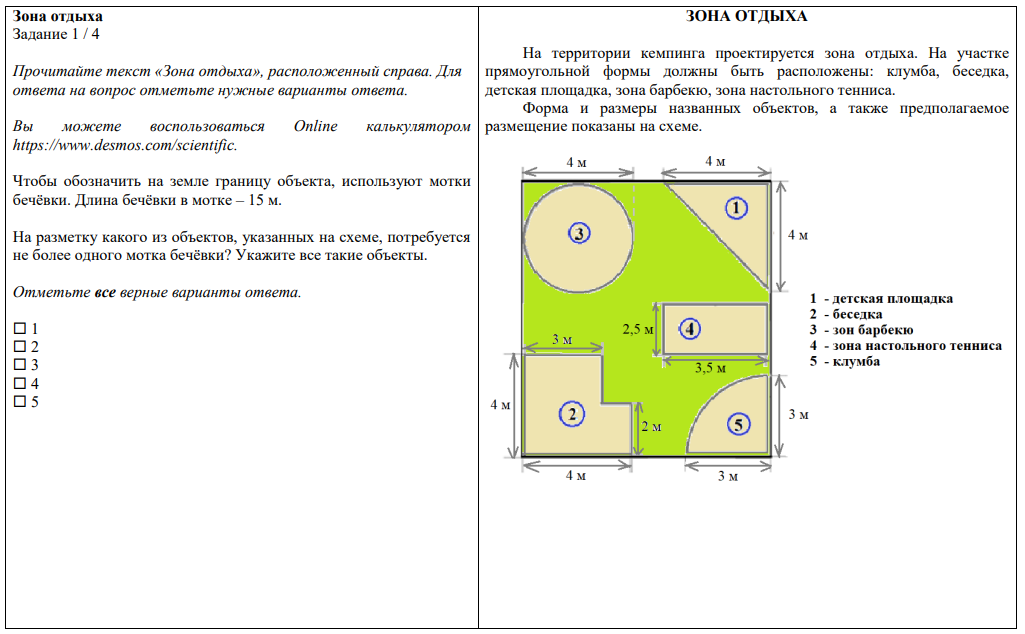 Зона отдыха
Задание 1 / 4
Прочитайте текст «Зона отдыха», расположенный справа. Для
ответа на вопрос отметьте нужные варианты ответа.
Вы можете воспользоваться Online калькулятором
https://www.desmos.com/scientific.
Чтобы обозначить на земле границу объекта, используют мотки
бечёвки. Длина бечёвки в мотке – 15 м.
На разметку какого из объектов, указанных на схеме, потребуется
не более одного мотка бечёвки? Укажите все такие объекты.
Отметьте все верные варианты ответа.
☐ 1
☐ 2
☐ 3
☐ 4
☐ 5
ЗОНА ОТДЫХА
На территории кемпинга проектируется зона отдыха. На участке
прямоугольной формы должны быть расположены: клумба, беседка,
детская площадка, зона барбекю, зона настольного тенниса.
Форма и размеры названных объектов, а также предполагаемое
размещение показаны на схеме.
4 м
4 м
1
3
4 м
2,5 м
4
3 м
3,5 м
4 м
2
2 м
5
3 м
4 м
3 м
1 - детская площадка
2 - беседка
3 - зон барбекю
4 - зона настольного тенниса
5 - клумба